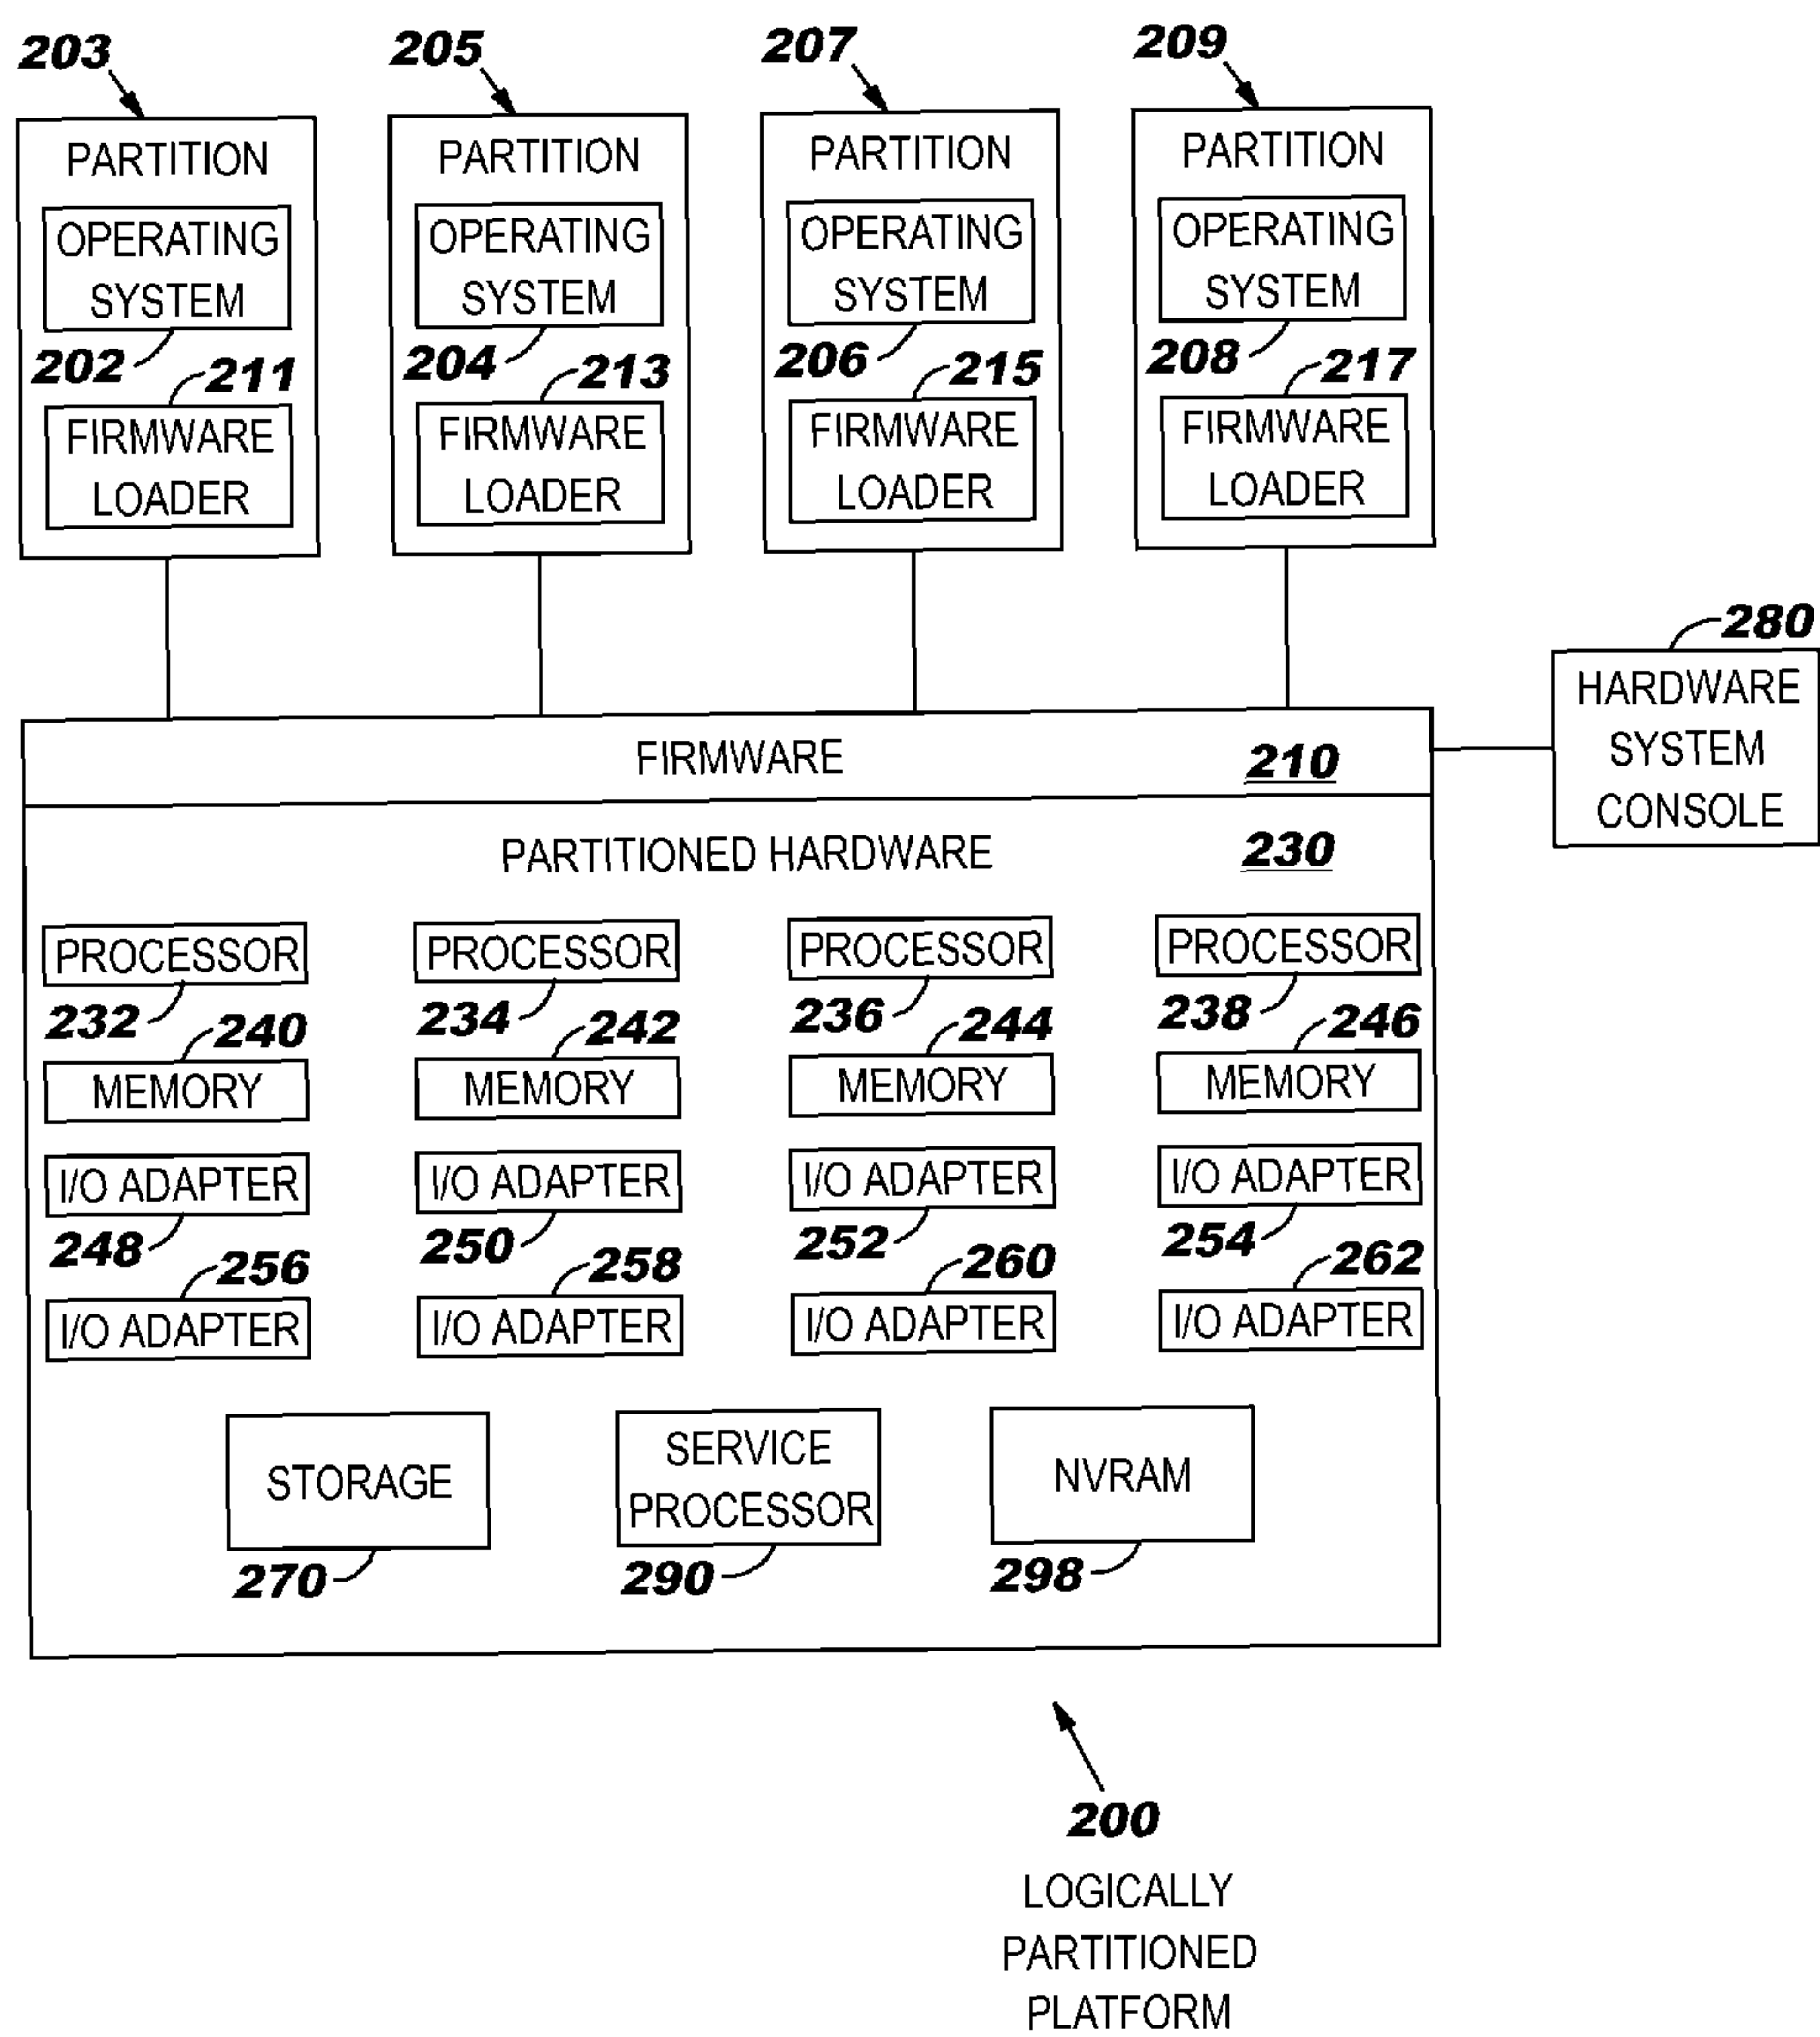 203 205 207 209
PARTITION PARTITION PARTITION PARTITION
OPERATING OPERATING OPERATING OPERATING
SYSTEM SYSTEM SYSTEM SYSTEM
202 204 206 208
211 213 215 217
FIRMWARE FIRMWARE FIRMWARE FIRMWARE
LOADER LOADER LOADER LOADER
280
HARDWARE
SYSTEM
CONSOLE
FIRMWARE 210
PARTITIONED HARDWARE 230
PROCESSOR PROCESSOR PROCESSOR PROCESSOR
232 234 236 238
240 242 244 246
MEMORY MEMORY MEMORY MEMORY
I/O ADAPTER I/O ADAPTER I/O ADAPTER I/O ADAPTER
248 250 252 254
256 258 260 262
I/O ADAPTER I/O ADAPTER I/O ADAPTER I/O ADAPTER
STORAGE
270
SERVICE
PROCESSOR
290
NVRAM
298
200
LOGICALLY
PARTITIONED
PLATFORM